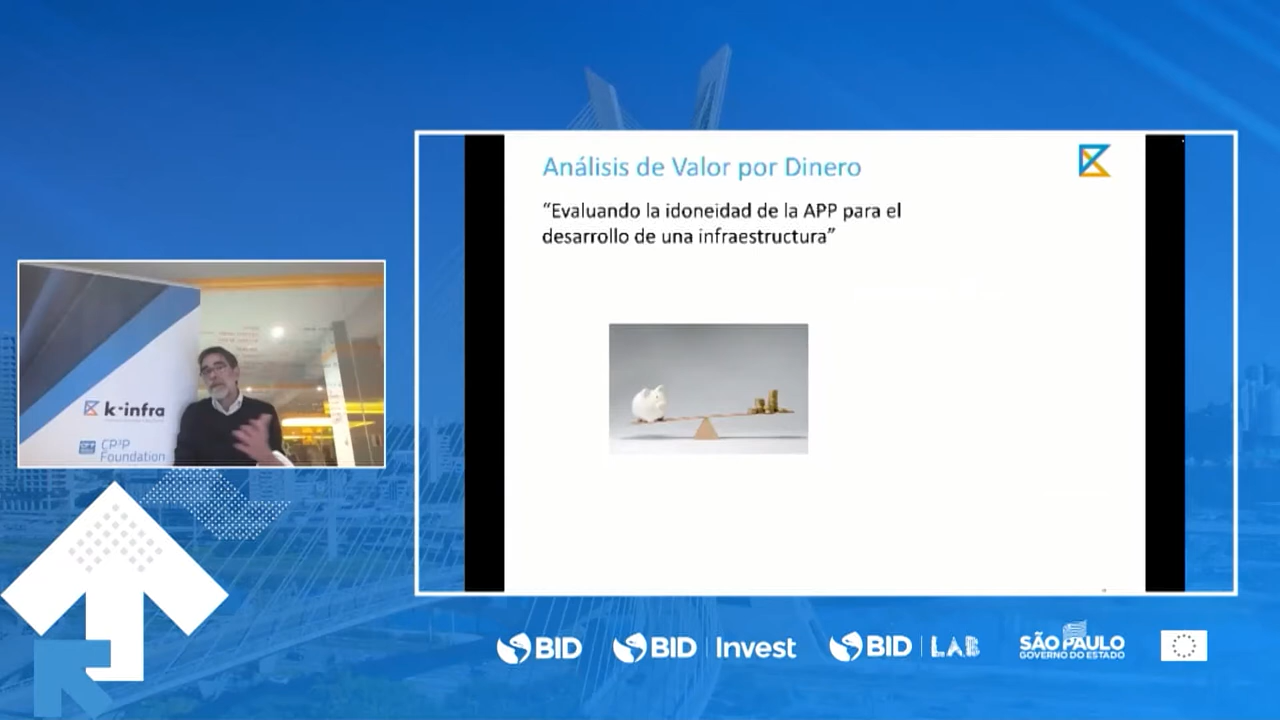 Análisis de Valor por Dinero
“Evaluando la idoneidad de la APP para el
desarrollo de una infraestructura”
k·infra
CP³P
Foundation
BID
BID Invest
BID LAB
SÃO PAULO
GOVERNO DO ESTADO